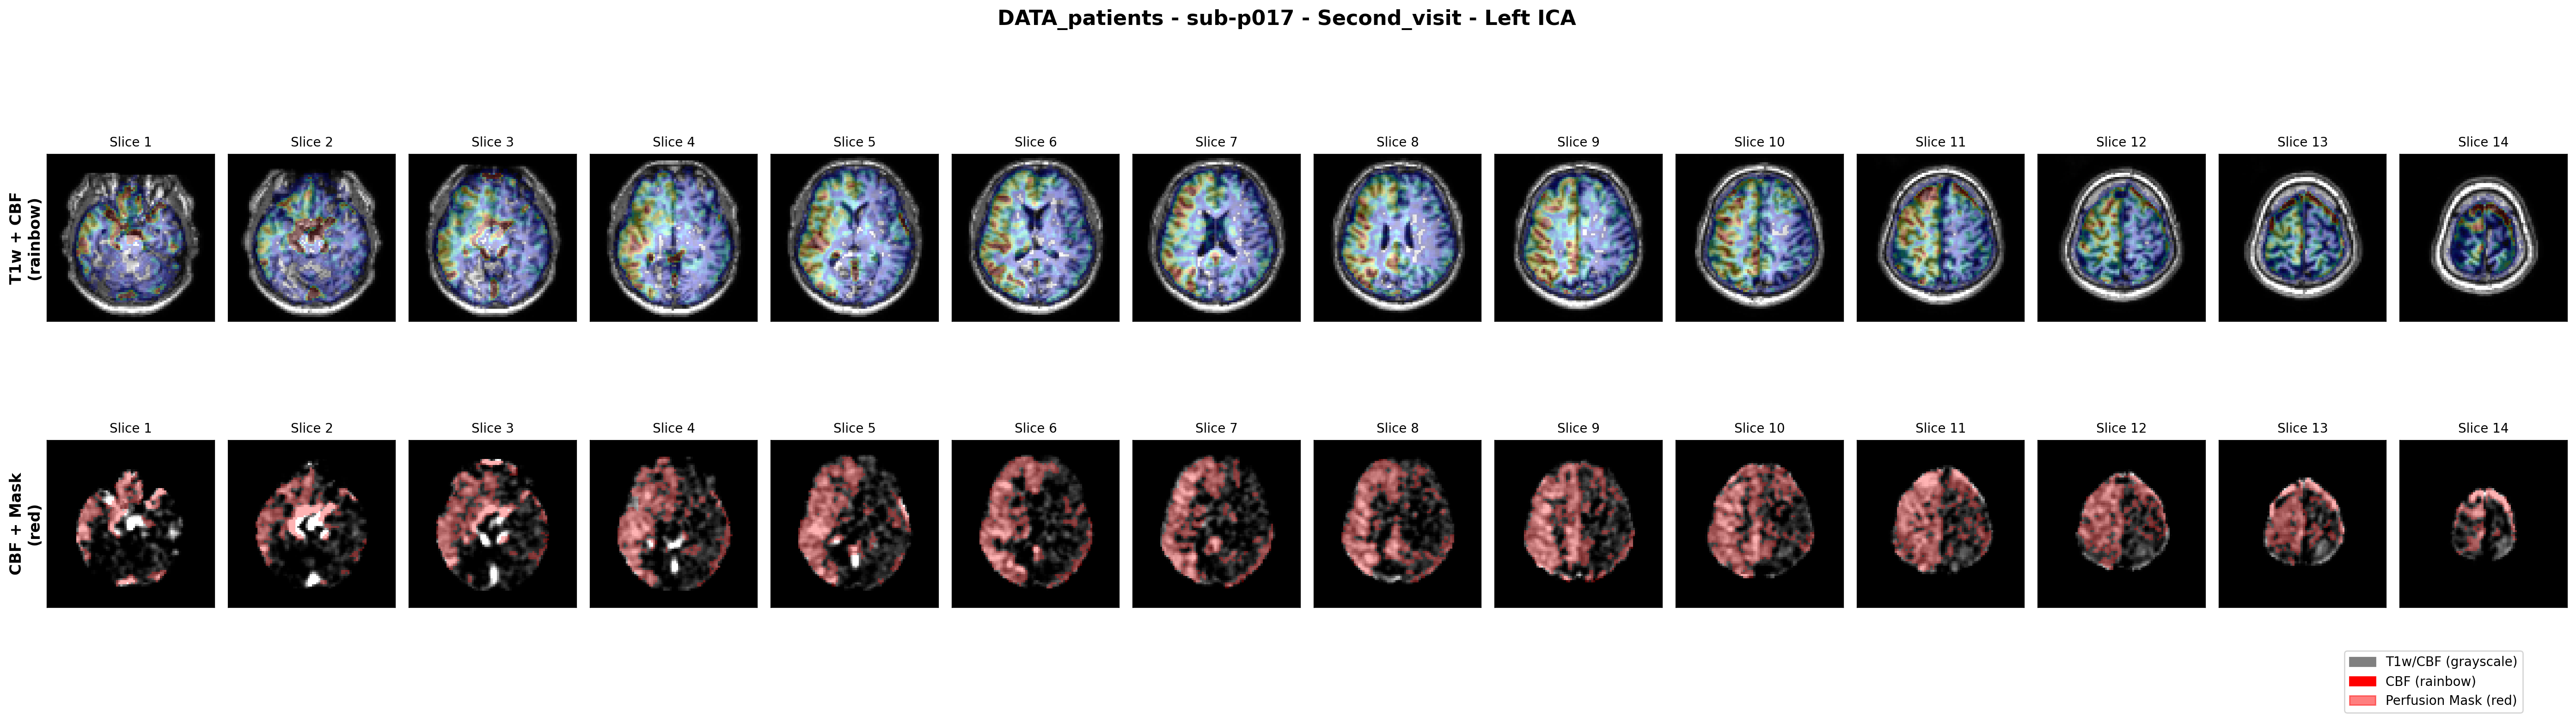 DATA_patients - sub-p017 - Second_visit - Left ICA
Slice 1 Slice 2 Slice 3 Slice 4 Slice 5 Slice 6 Slice 7 Slice 8 Slice 9 Slice 10 Slice 11 Slice 12 Slice 13 Slice 14
T1w + CBF
(rainbow)
Slice 1 Slice 2 Slice 3 Slice 4 Slice 5 Slice 6 Slice 7 Slice 8 Slice 9 Slice 10 Slice 11 Slice 12 Slice 13 Slice 14
CBF + Mask
(red)
T1w/CBF (grayscale)
CBF (rainbow)
Perfusion Mask (red)